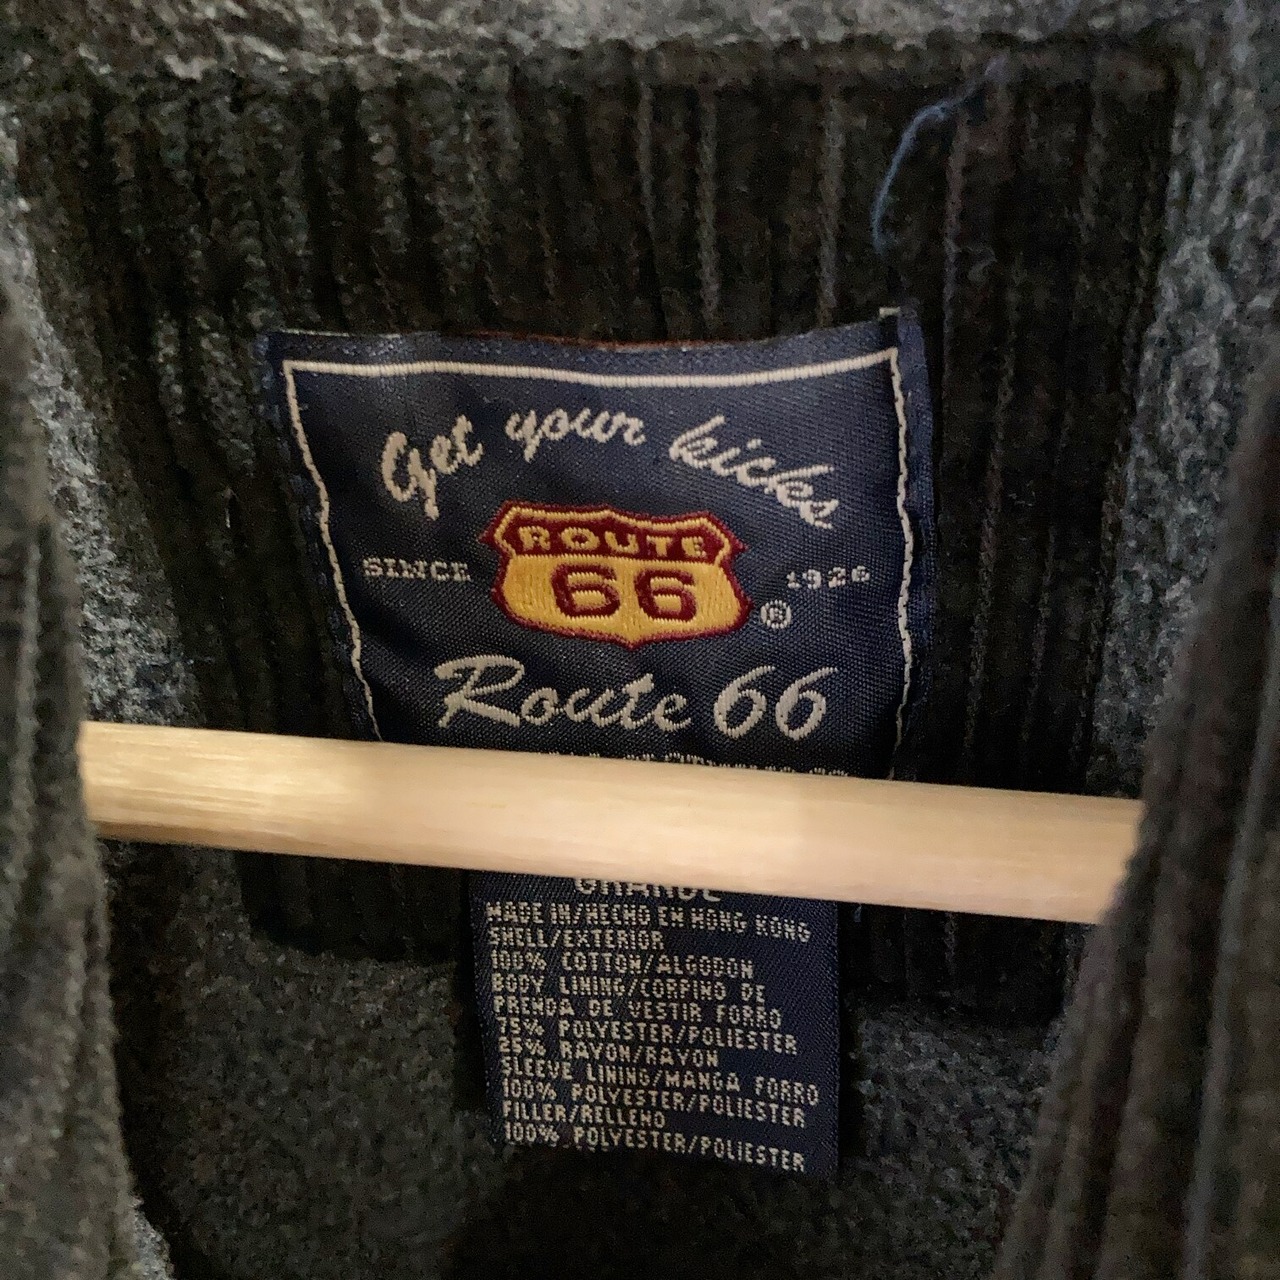 Get your kicks
ROUTE
66
SINCE 1926
®
Route 66
GRANDE
MADE IN/HECHO EN HONG KONG
SHELL/EXTERIOR
100% COTTON/ALGODON
BODY LINING/CORPINO DE
PRENDA DE VESTIR FORRO
75% POLYESTER/POLIESTER
25% RAYON/RAYON
SLEEVE LINING/MANGA FORRO
100% POLYESTER/POLIESTER
FILLER/RELLENO
100% POLYESTER/POLIESTER